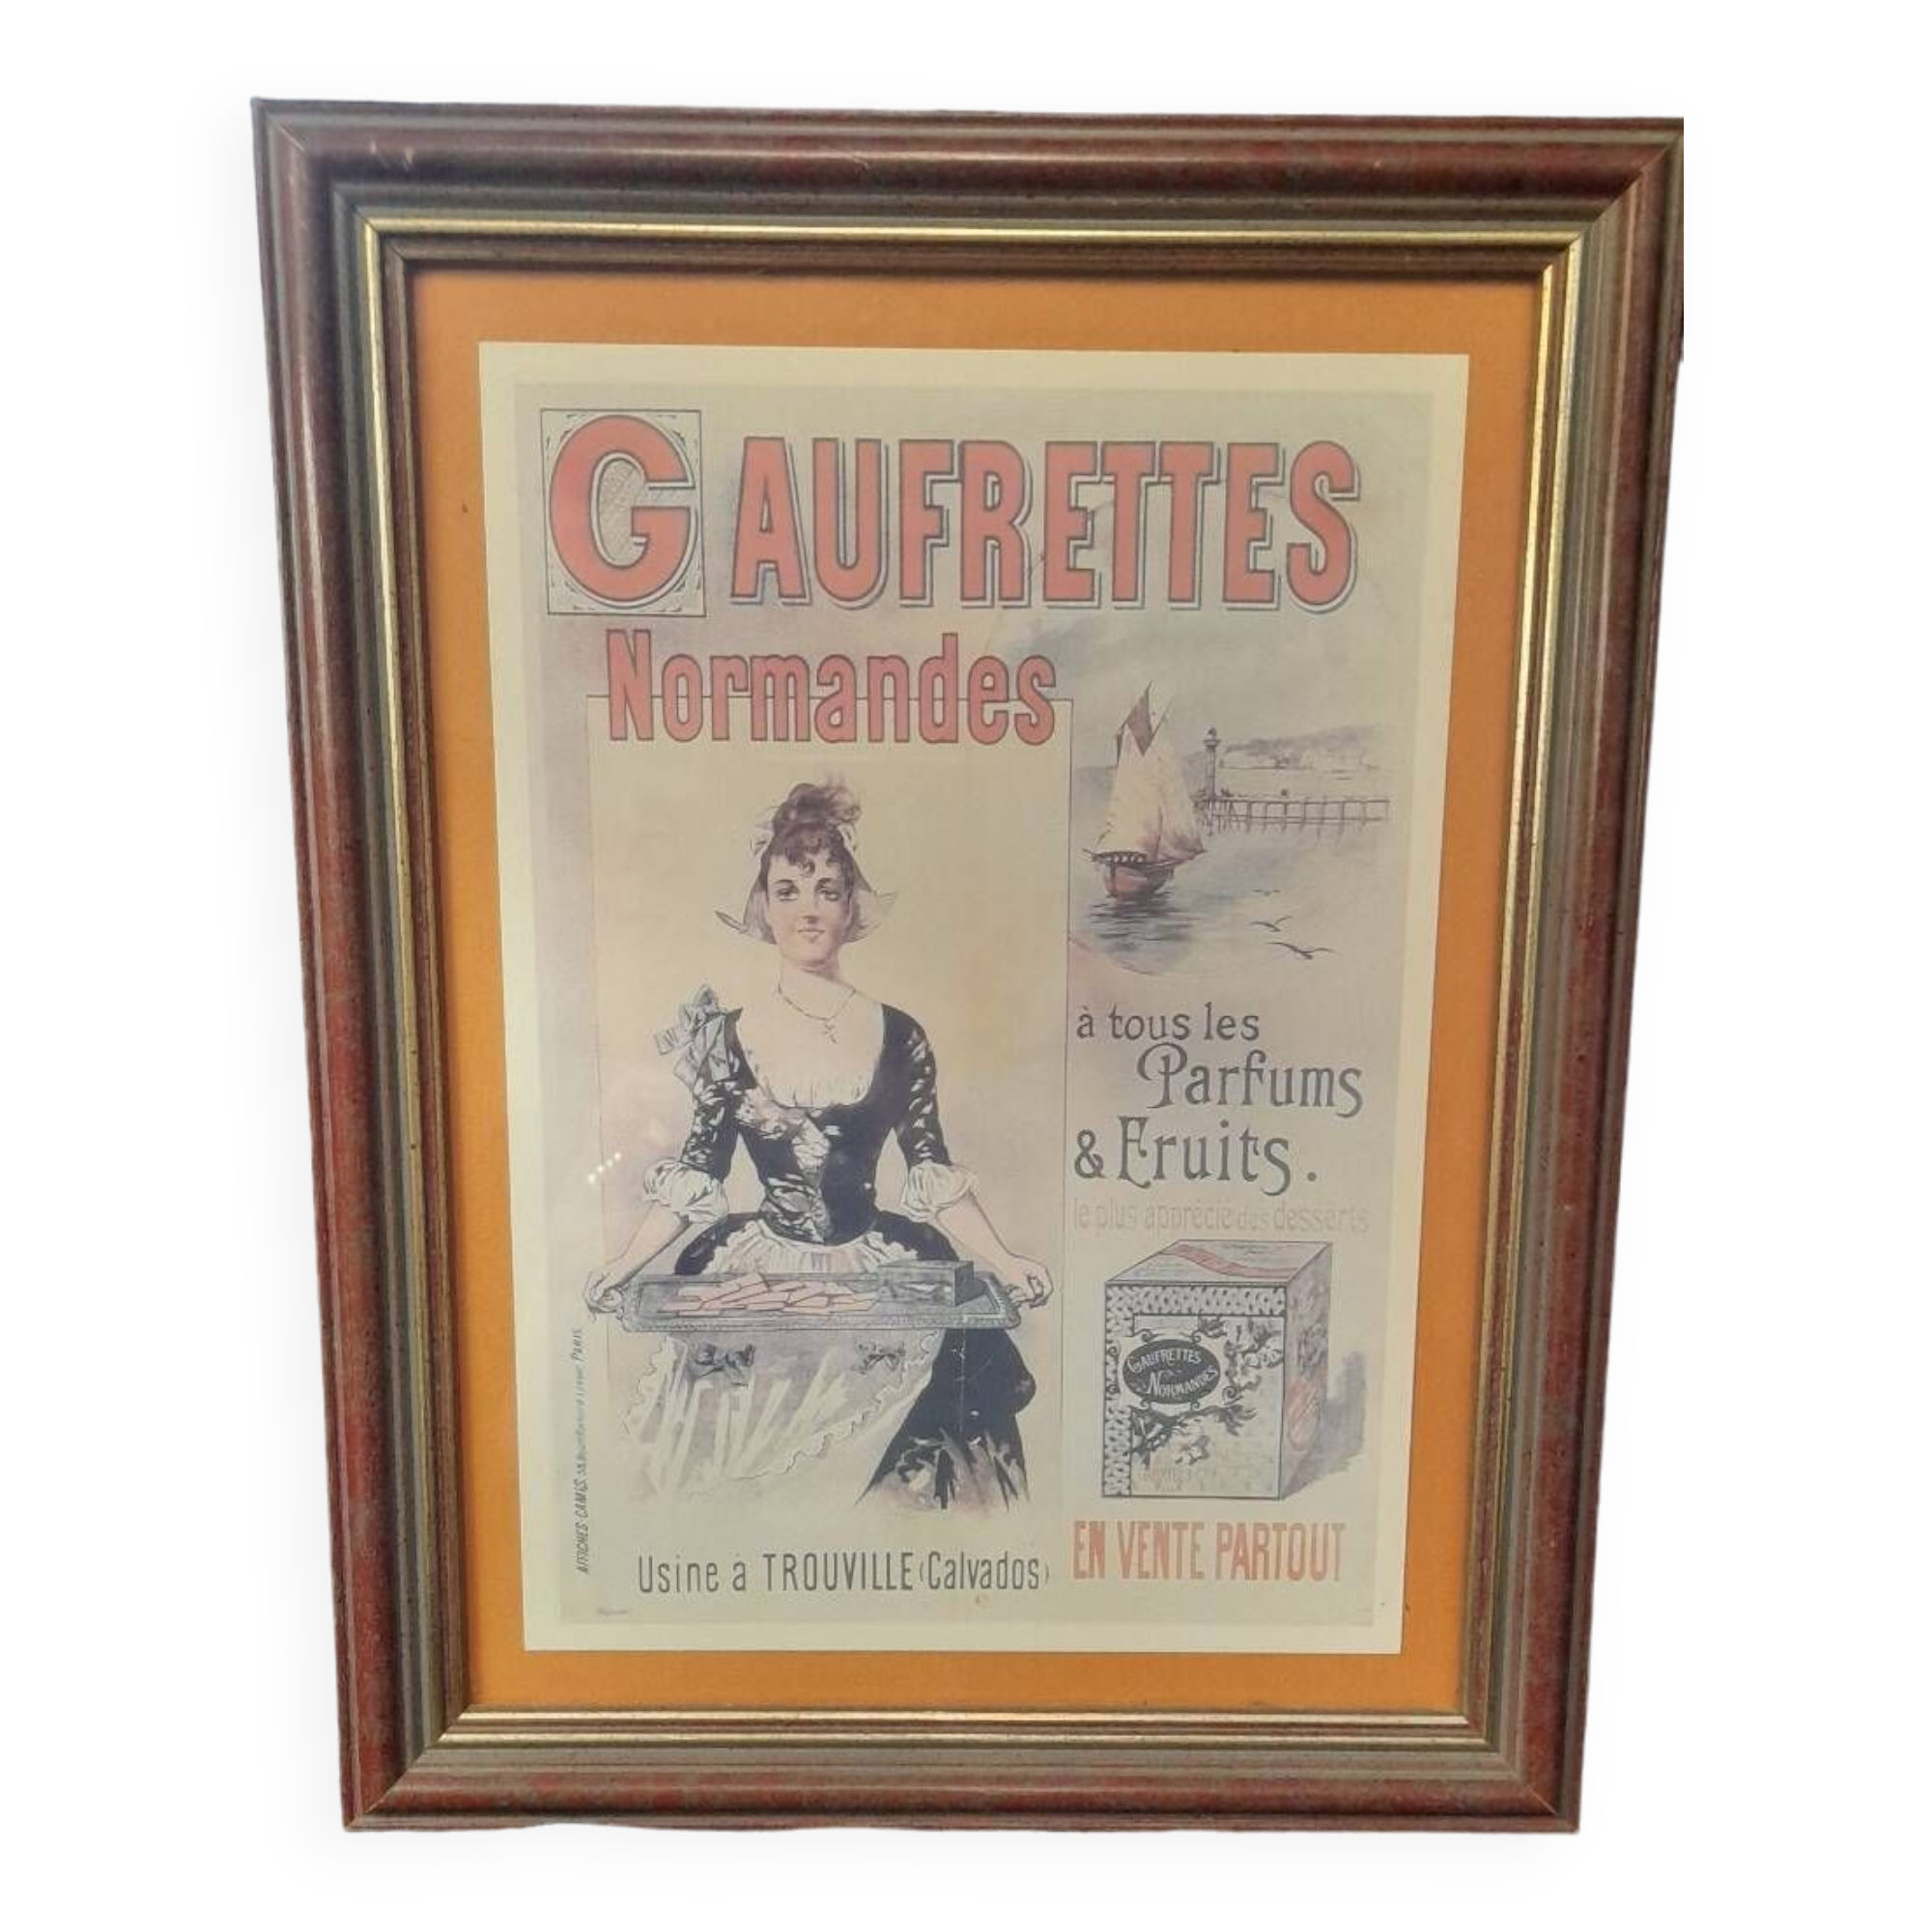 GAUFRETTES
Normandes
à tous les
Parfums
& Fruits.
le plus apprécié des desserts
GAUFRETTES
NORMANDES
EN VENTE PARTOUT
Usine à TROUVILLE (Calvados)
AFFICHES-CAMIS PARIS